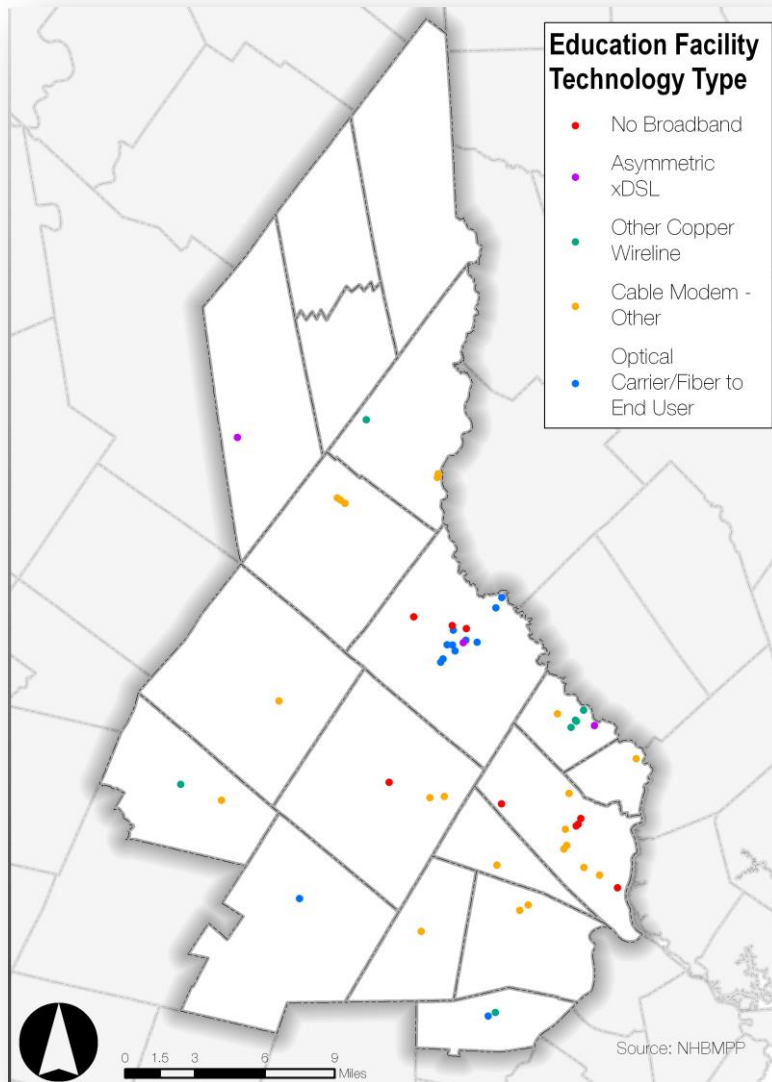 Education Facility
Technology Type
No Broadband
Asymmetric
xDSL
Other Copper
Wireline
Cable Modem -
Other
Optical
Carrier/Fiber to
End User
Source: NHBMPP
0 1.5 3 6 9
Miles